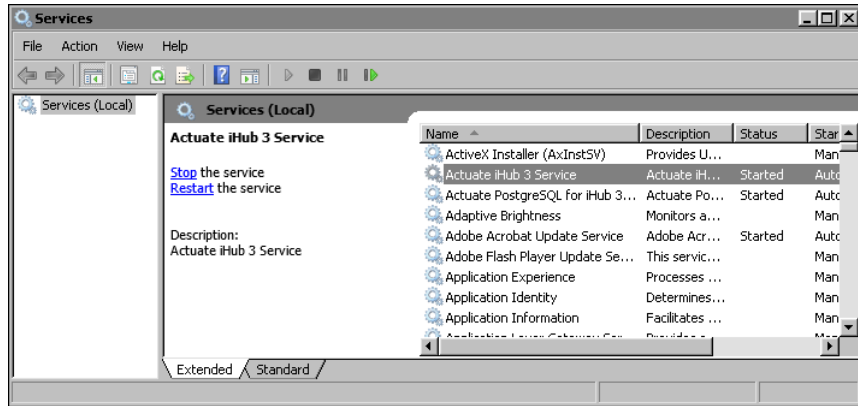 Services
File Action View Help
Services (Local)
Services (Local)
Actuate iHub 3 Service
Stop the service
Restart the service
Description:
Actuate iHub 3 Service
Name Description Status Star
ActiveX Installer (AxInstSV) Provides U... Man
Actuate iHub 3 Service Actuate iH... Started Auto
Actuate PostgreSQL for iHub 3... Actuate Po... Started Auto
Adaptive Brightness Monitors a... Man
Adobe Acrobat Update Service Adobe Acr... Started Auto
Adobe Flash Player Update Se... This servic... Man
Application Experience Processes ... Man
Application Identity Determines... Man
Application Information Facilitates ... Man
Extended Standard